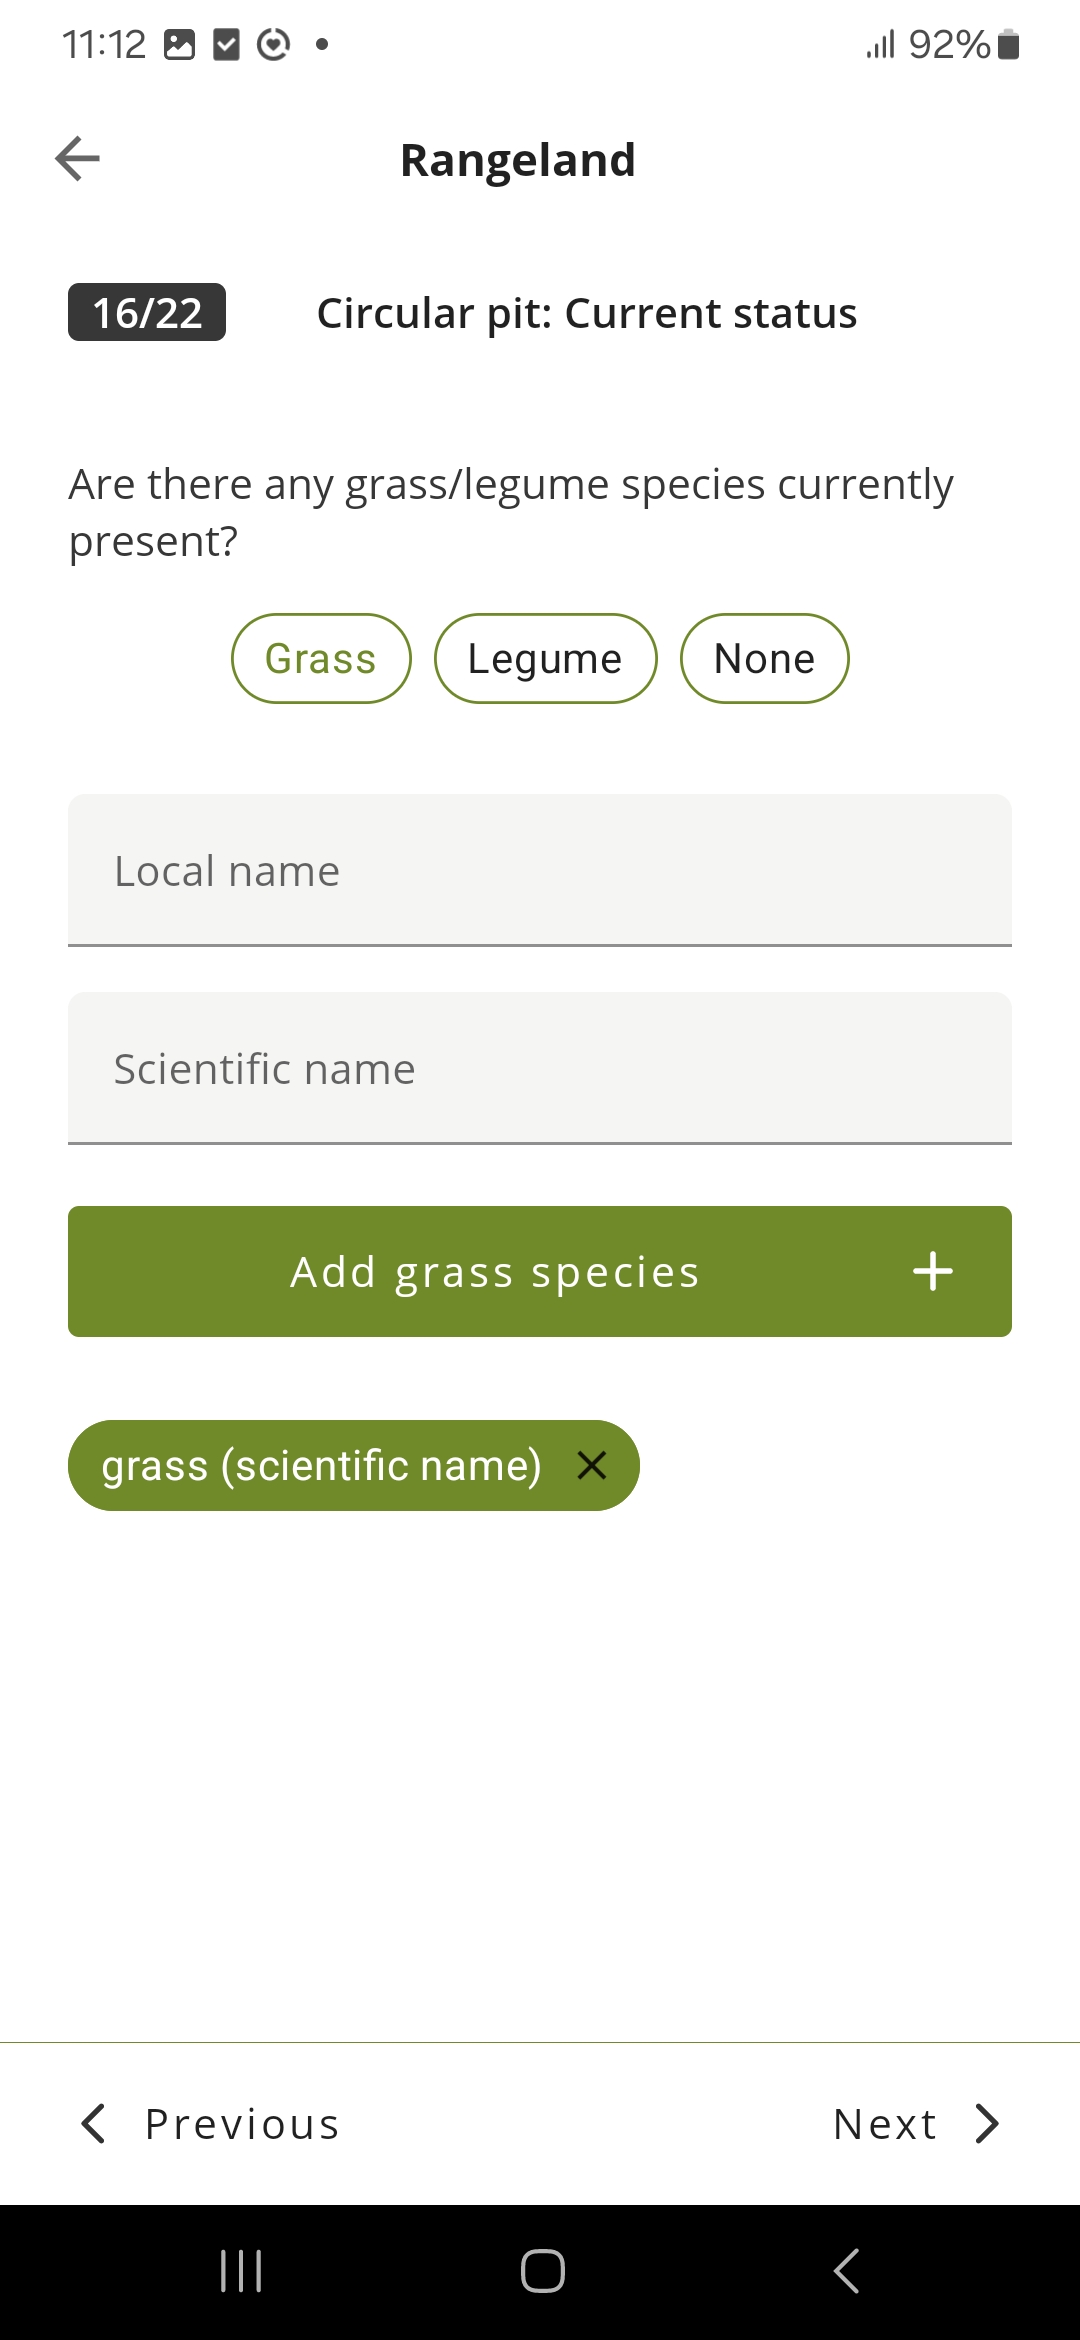 11:12
92%
Rangeland
16/22
Circular pit: Current status
Are there any grass/legume species currently
present?
Grass
Legume
None
Local name
Scientific name
Add grass species
grass (scientific name)
Previous
Next